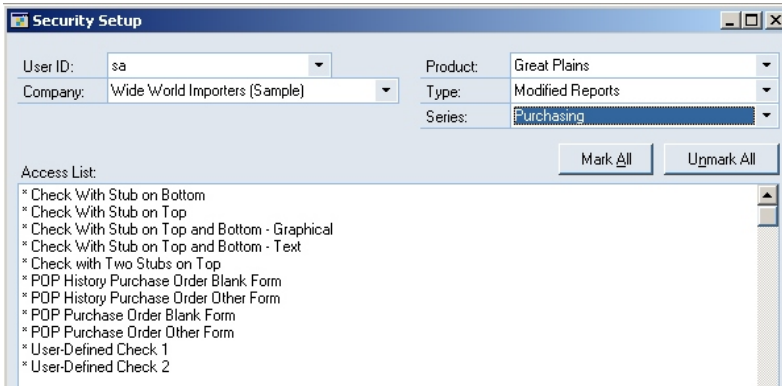 Security Setup
User ID: sa Product: Great Plains
Company: Wide World Importers (Sample) Type: Modified Reports
Series: Purchasing
Mark All Unmark All
Access List:
* Check With Stub on Bottom
* Check With Stub on Top
* Check With Stub on Top and Bottom - Graphical
* Check With Stub on Top and Bottom - Text
* Check with Two Stubs on Top
* POP History Purchase Order Blank Form
* POP History Purchase Order Other Form
* POP Purchase Order Blank Form
* POP Purchase Order Other Form
* User-Defined Check 1
* User-Defined Check 2